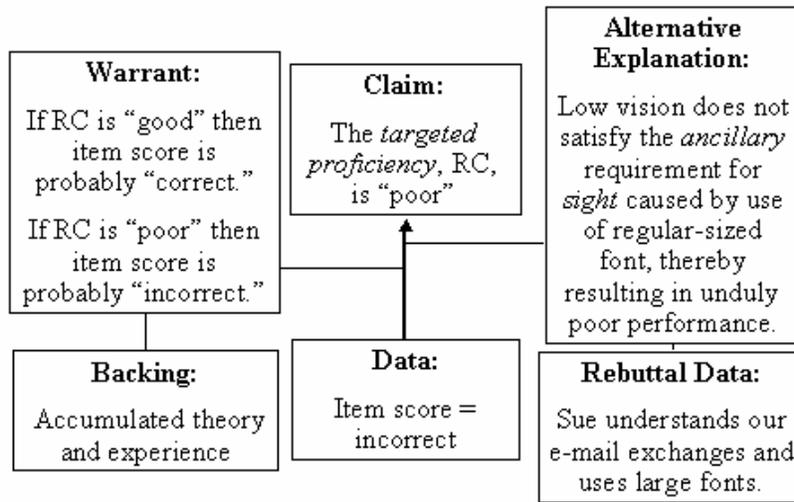 Warrant:
If RC is “good” then
item score is
probably “correct.”
If RC is “poor” then
item score is
probably “incorrect.”
Claim:
The targeted
proficiency, RC,
is “poor”
Alternative
Explanation:
Low vision does not
satisfy the ancillary
requirement for
sight caused by use
of regular-sized
font, thereby
resulting in unduly
poor performance.
Backing:
Accumulated theory
and experience
Data:
Item score =
incorrect
Rebuttal Data:
Sue understands our
e-mail exchanges and
uses large fonts.